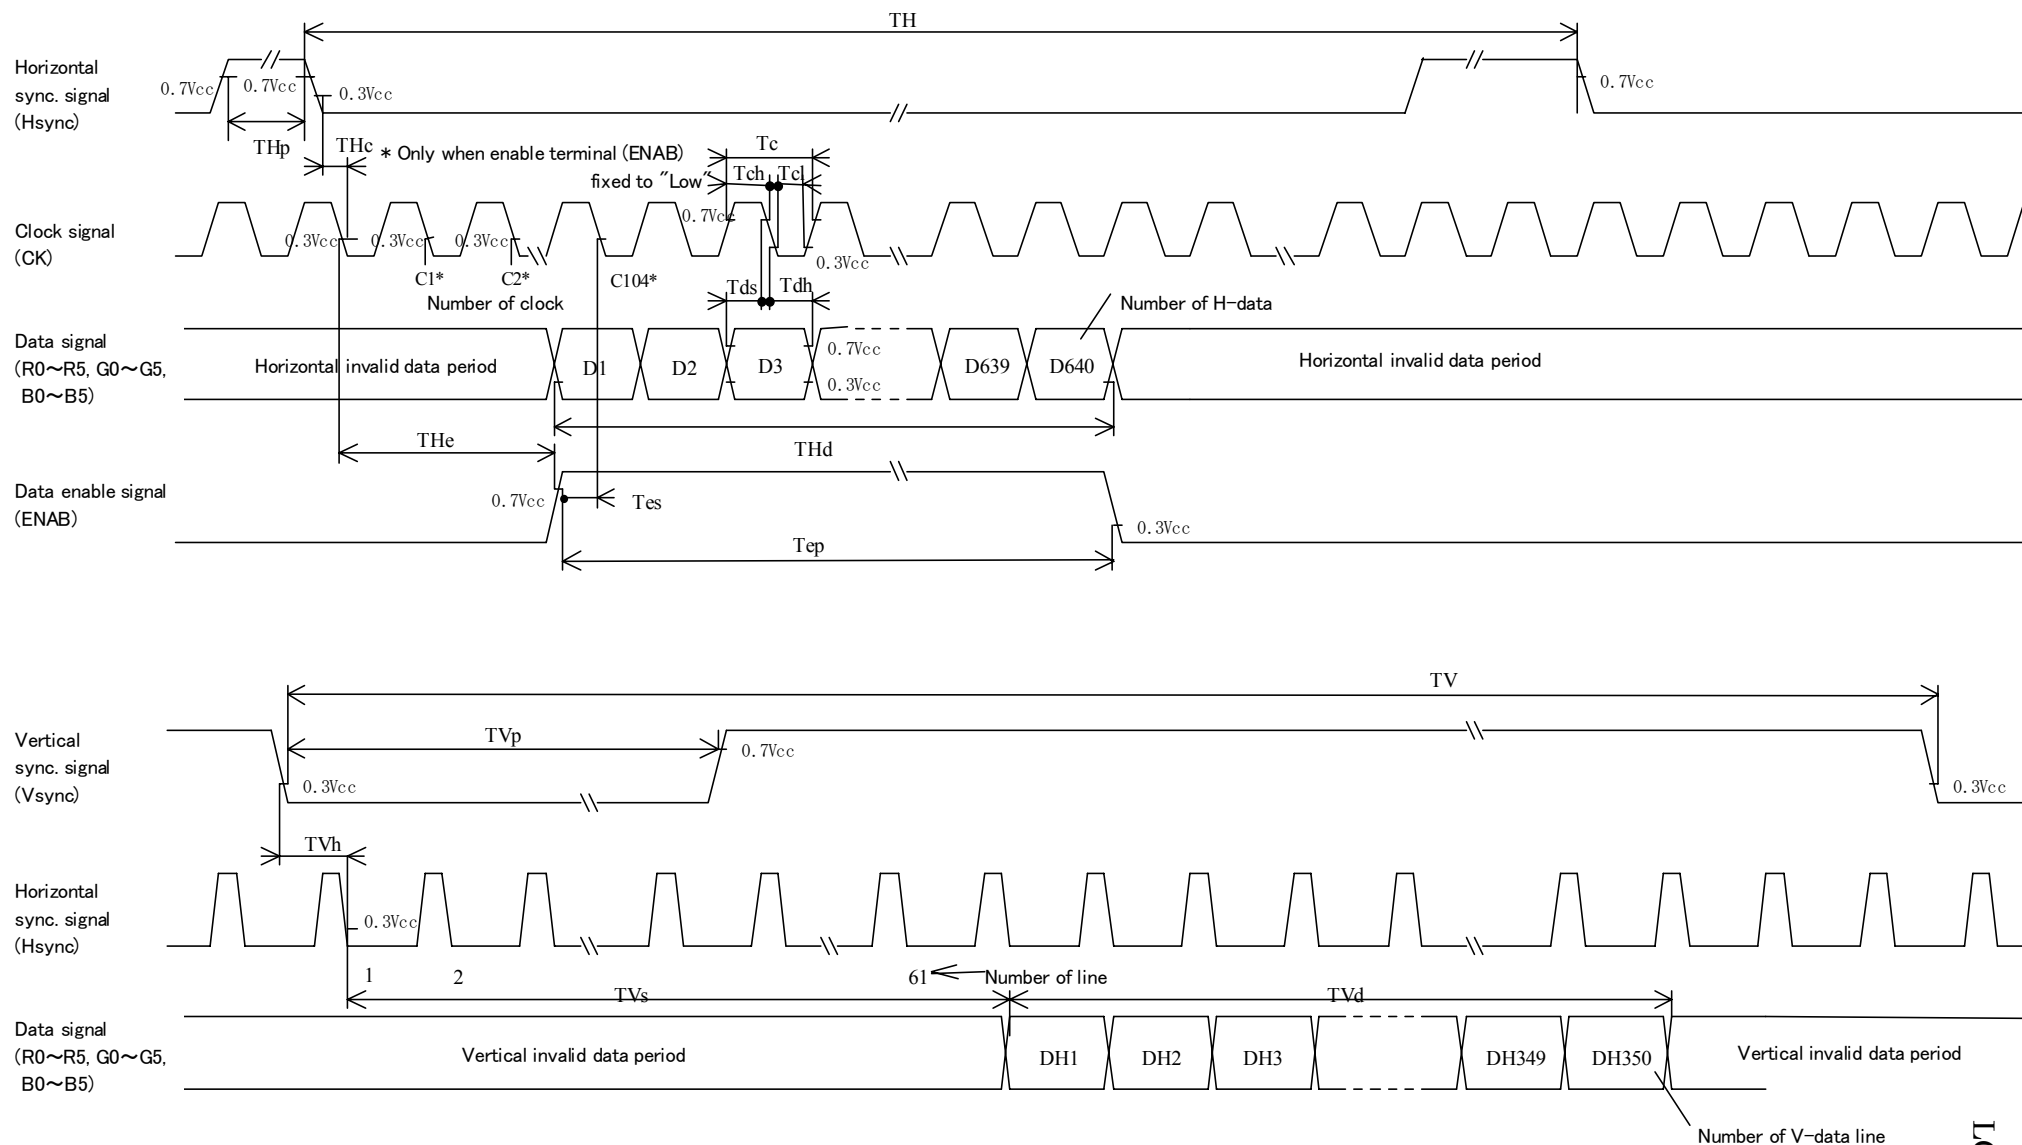 TH
Horizontal
sync. signal
(Hsync)
0.7Vcc
0.7Vcc
0.3Vcc
0.7Vcc
THp
THc
* Only when enable terminal (ENAB)
fixed to "Low"
Tc
Tch
Tcl
Clock signal
(CK)
0.3Vcc
0.3Vcc
0.3Vcc
0.7Vcc
0.3Vcc
C1*
C2*
C104*
Number of clock
Tds
Tdh
Number of H-data
Data signal
(R0~R5, G0~G5,
B0~B5)
Horizontal invalid data period
D1
D2
D3
0.7Vcc
0.3Vcc
D639
D640
Horizontal invalid data period
THe
THd
Data enable signal
(ENAB)
0.7Vcc
Tes
0.3Vcc
Tep
TV
Vertical
sync. signal
(Vsync)
TVp
0.7Vcc
0.3Vcc
0.3Vcc
TVh
Horizontal
sync. signal
(Hsync)
0.3Vcc
1
2
61
Number of line
TVs
TVd
Data signal
(R0~R5, G0~G5,
B0~B5)
Vertical invalid data period
DH1
DH2
DH3
DH349
DH350
Vertical invalid data period
Number of V-data line